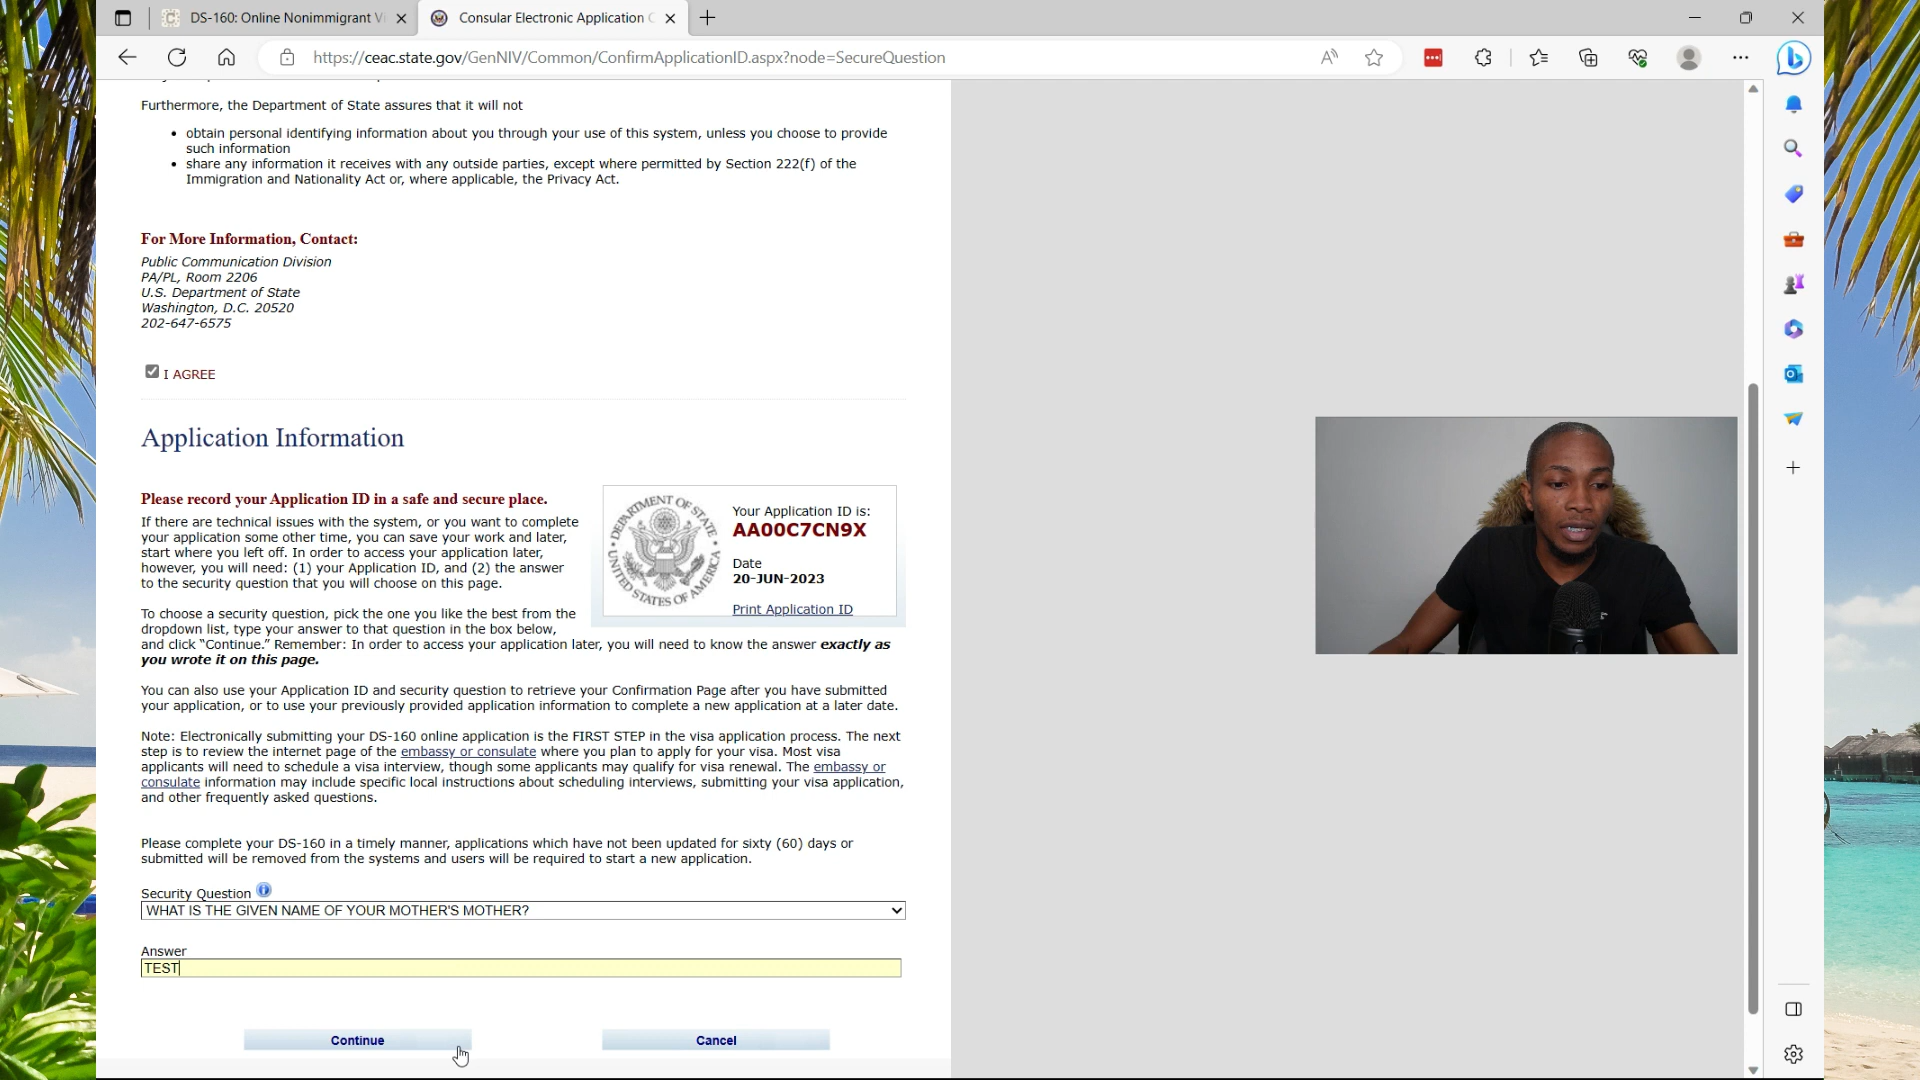 DS-160: Online Nonimmigrant Vi
Consular Electronic Application C
https://ceac.state.gov/GenNIV/Common/ConfirmApplicationID.aspx?node=SecureQuestion
Furthermore, the Department of State assures that it will not
• obtain personal identifying information about you through your use of this system, unless you choose to provide
such information
• share any information it receives with any outside parties, except where permitted by Section 222(f) of the
Immigration and Nationality Act or, where applicable, the Privacy Act.
For More Information, Contact:
Public Communication Division
PA/PL, Room 2206
U.S. Department of State
Washington, D.C. 20520
202-647-6575
I AGREE
Application Information
Please record your Application ID in a safe and secure place.
If there are technical issues with the system, or you want to complete
your application some other time, you can save your work and later,
start where you left off. In order to access your application later,
however, you will need: (1) your Application ID, and (2) the answer
to the security question that you will choose on this page.
DEPARTMENT OF STATE
UNITED STATES OF AMERICA
Your Application ID is:
AA00C7CN9X
Date
20-JUN-2023
Print Application ID
To choose a security question, pick the one you like the best from the
dropdown list, type your answer to that question in the box below,
and click "Continue." Remember: In order to access your application later, you will need to know the answer exactly as
you wrote it on this page.
You can also use your Application ID and security question to retrieve your Confirmation Page after you have submitted
your application, or to use your previously provided application information to complete a new application at a later date.
Note: Electronically submitting your DS-160 online application is the FIRST STEP in the visa application process. The next
step is to review the internet page of the embassy or consulate where you plan to apply for your visa. Most visa
applicants will need to schedule a visa interview, though some applicants may qualify for visa renewal. The embassy or
consulate information may include specific local instructions about scheduling interviews, submitting your visa application,
and other frequently asked questions.
Please complete your DS-160 in a timely manner, applications which have not been updated for sixty (60) days or
submitted will be removed from the systems and users will be required to start a new application.
Security Question
WHAT IS THE GIVEN NAME OF YOUR MOTHER'S MOTHER?
Answer
TEST
Continue
Cancel